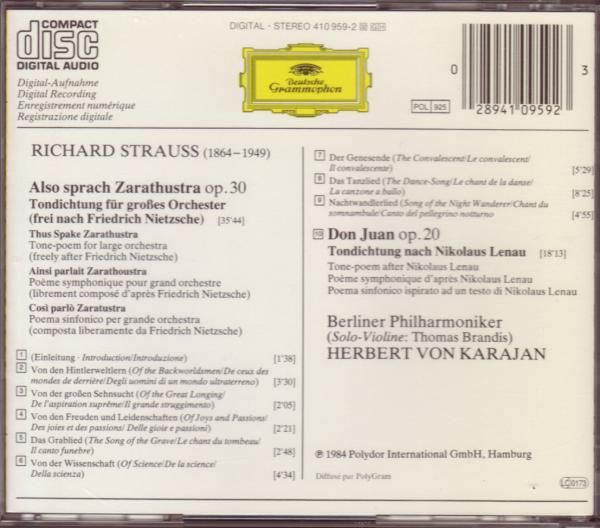 COMPACT
disc
DIGITAL AUDIO
DIGITAL · STEREO 410 959-2 GH
Digital-Aufnahme
Digital Recording
Enregistrement numérique
Registrazione digitale
Deutsche
Grammophon
POL 925
0 28941 09592 3
RICHARD STRAUSS (1864–1949)
Also sprach Zarathustra op. 30
Tondichtung für großes Orchester
(frei nach Friedrich Nietzsche) [35'44]
Thus Spake Zarathustra
Tone-poem for large orchestra
(freely after Friedrich Nietzsche)
Ainsi parlait Zarathoustra
Poème symphonique pour grand orchestre
(librement composé d'après Friedrich Nietzsche)
Così parlò Zaratustra
Poema sinfonico per grande orchestra
(composta liberamente da Friedrich Nietzsche)
1 (Einleitung · Introduction/Introduzione) [1'38]
2 Von den Hinterweltlern (Of the Backworldsmen/De ceux des
mondes de derrière/Degli uomini di un mondo ultraterreno) [3'30]
3 Von der großen Sehnsucht (Of the Great Longing/
De l'aspiration suprême/Il grande struggimento) [2'05]
4 Von den Freuden und Leidenschaften (Of Joys and Passions/
Des joies et des passions/ Delle gioie e passioni) [2'21]
5 Das Grablied (The Song of the Grave/Le chant du tombeau/
Il canto funebre) [2'48]
6 Von der Wissenschaft (Of Science/De la science/
Della scienza) [4'34]
7 Der Genesende (The Convalescent/Le convalescent/
Il convalescente) [5'29]
8 Das Tanzlied (The Dance-Song/Le chant de la danse/
La canzone a ballo) [8'25]
9 Nachtwandlerlied (Song of the Night Wanderer/Chant du
somnambule/Canto del pellegrino notturno [4'55]
10 Don Juan op. 20
Tondichtung nach Nikolaus Lenau [18'13]
Tone-poem after Nikolaus Lenau
Poème symphonique d'après Nikolaus Lenau
Poema sinfonico ispirato ad un testo di Nikolaus Lenau
Berliner Philharmoniker
(Solo-Violine: Thomas Brandis)
HERBERT VON KARAJAN
℗ 1984 Polydor International GmbH, Hamburg
Diffusé par PolyGram
LC 0173